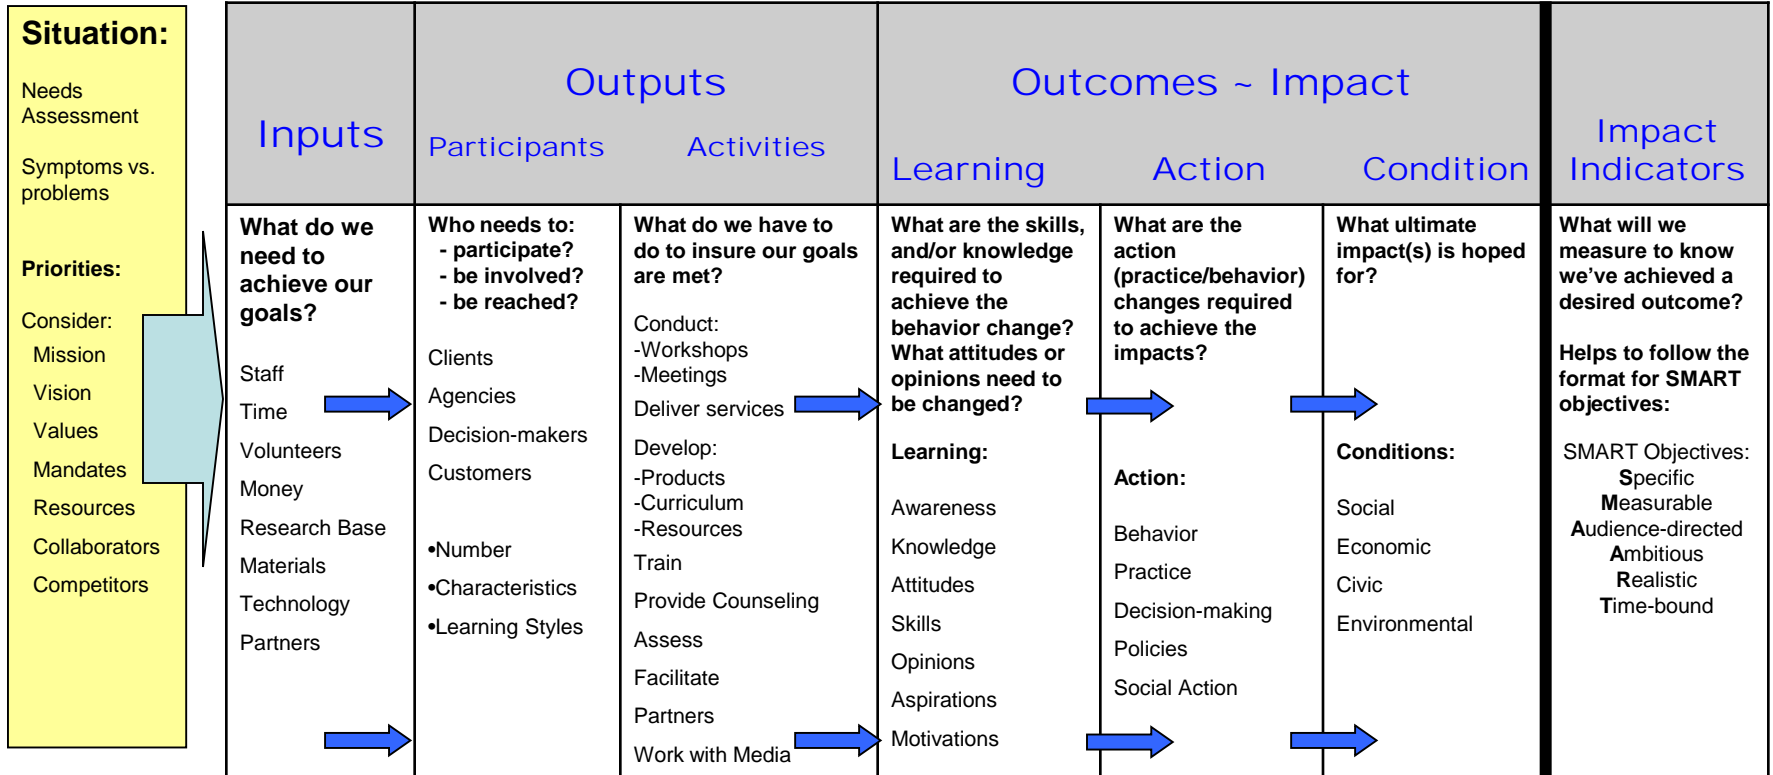 Situation:
Needs
Assessment
Symptoms vs.
problems
Priorities:
Consider:
Mission
Vision
Values
Mandates
Resources
Collaborators
Competitors
Inputs
What do we
need to
achieve our
goals?
Staff
Time
Volunteers
Money
Research Base
Materials
Technology
Partners
Outputs
Participants
Who needs to:
- participate?
- be involved?
- be reached?
Clients
Agencies
Decision-makers
Customers
•Number
•Characteristics
•Learning Styles
Activities
What do we have to
do to insure our goals
are met?
Conduct:
-Workshops
-Meetings
Deliver services
Develop:
-Products
-Curriculum
-Resources
Train
Provide Counseling
Assess
Facilitate
Partners
Work with Media
Outcomes ~ Impact
Learning
What are the skills,
and/or knowledge
required to
achieve the
behavior change?
What attitudes or
opinions need to
be changed?
Learning:
Awareness
Knowledge
Attitudes
Skills
Opinions
Aspirations
Motivations
Action
What are the
action
(practice/behavior)
changes required
to achieve the
impacts?
Action:
Behavior
Practice
Decision-making
Policies
Social Action
Condition
What ultimate
impact(s) is hoped
for?
Conditions:
Social
Economic
Civic
Environmental
Impact
Indicators
What will we
measure to know
we've achieved a
desired outcome?
Helps to follow the
format for SMART
objectives:
SMART Objectives:
Specific
Measurable
Audience-directed
Ambitious
Realistic
Time-bound